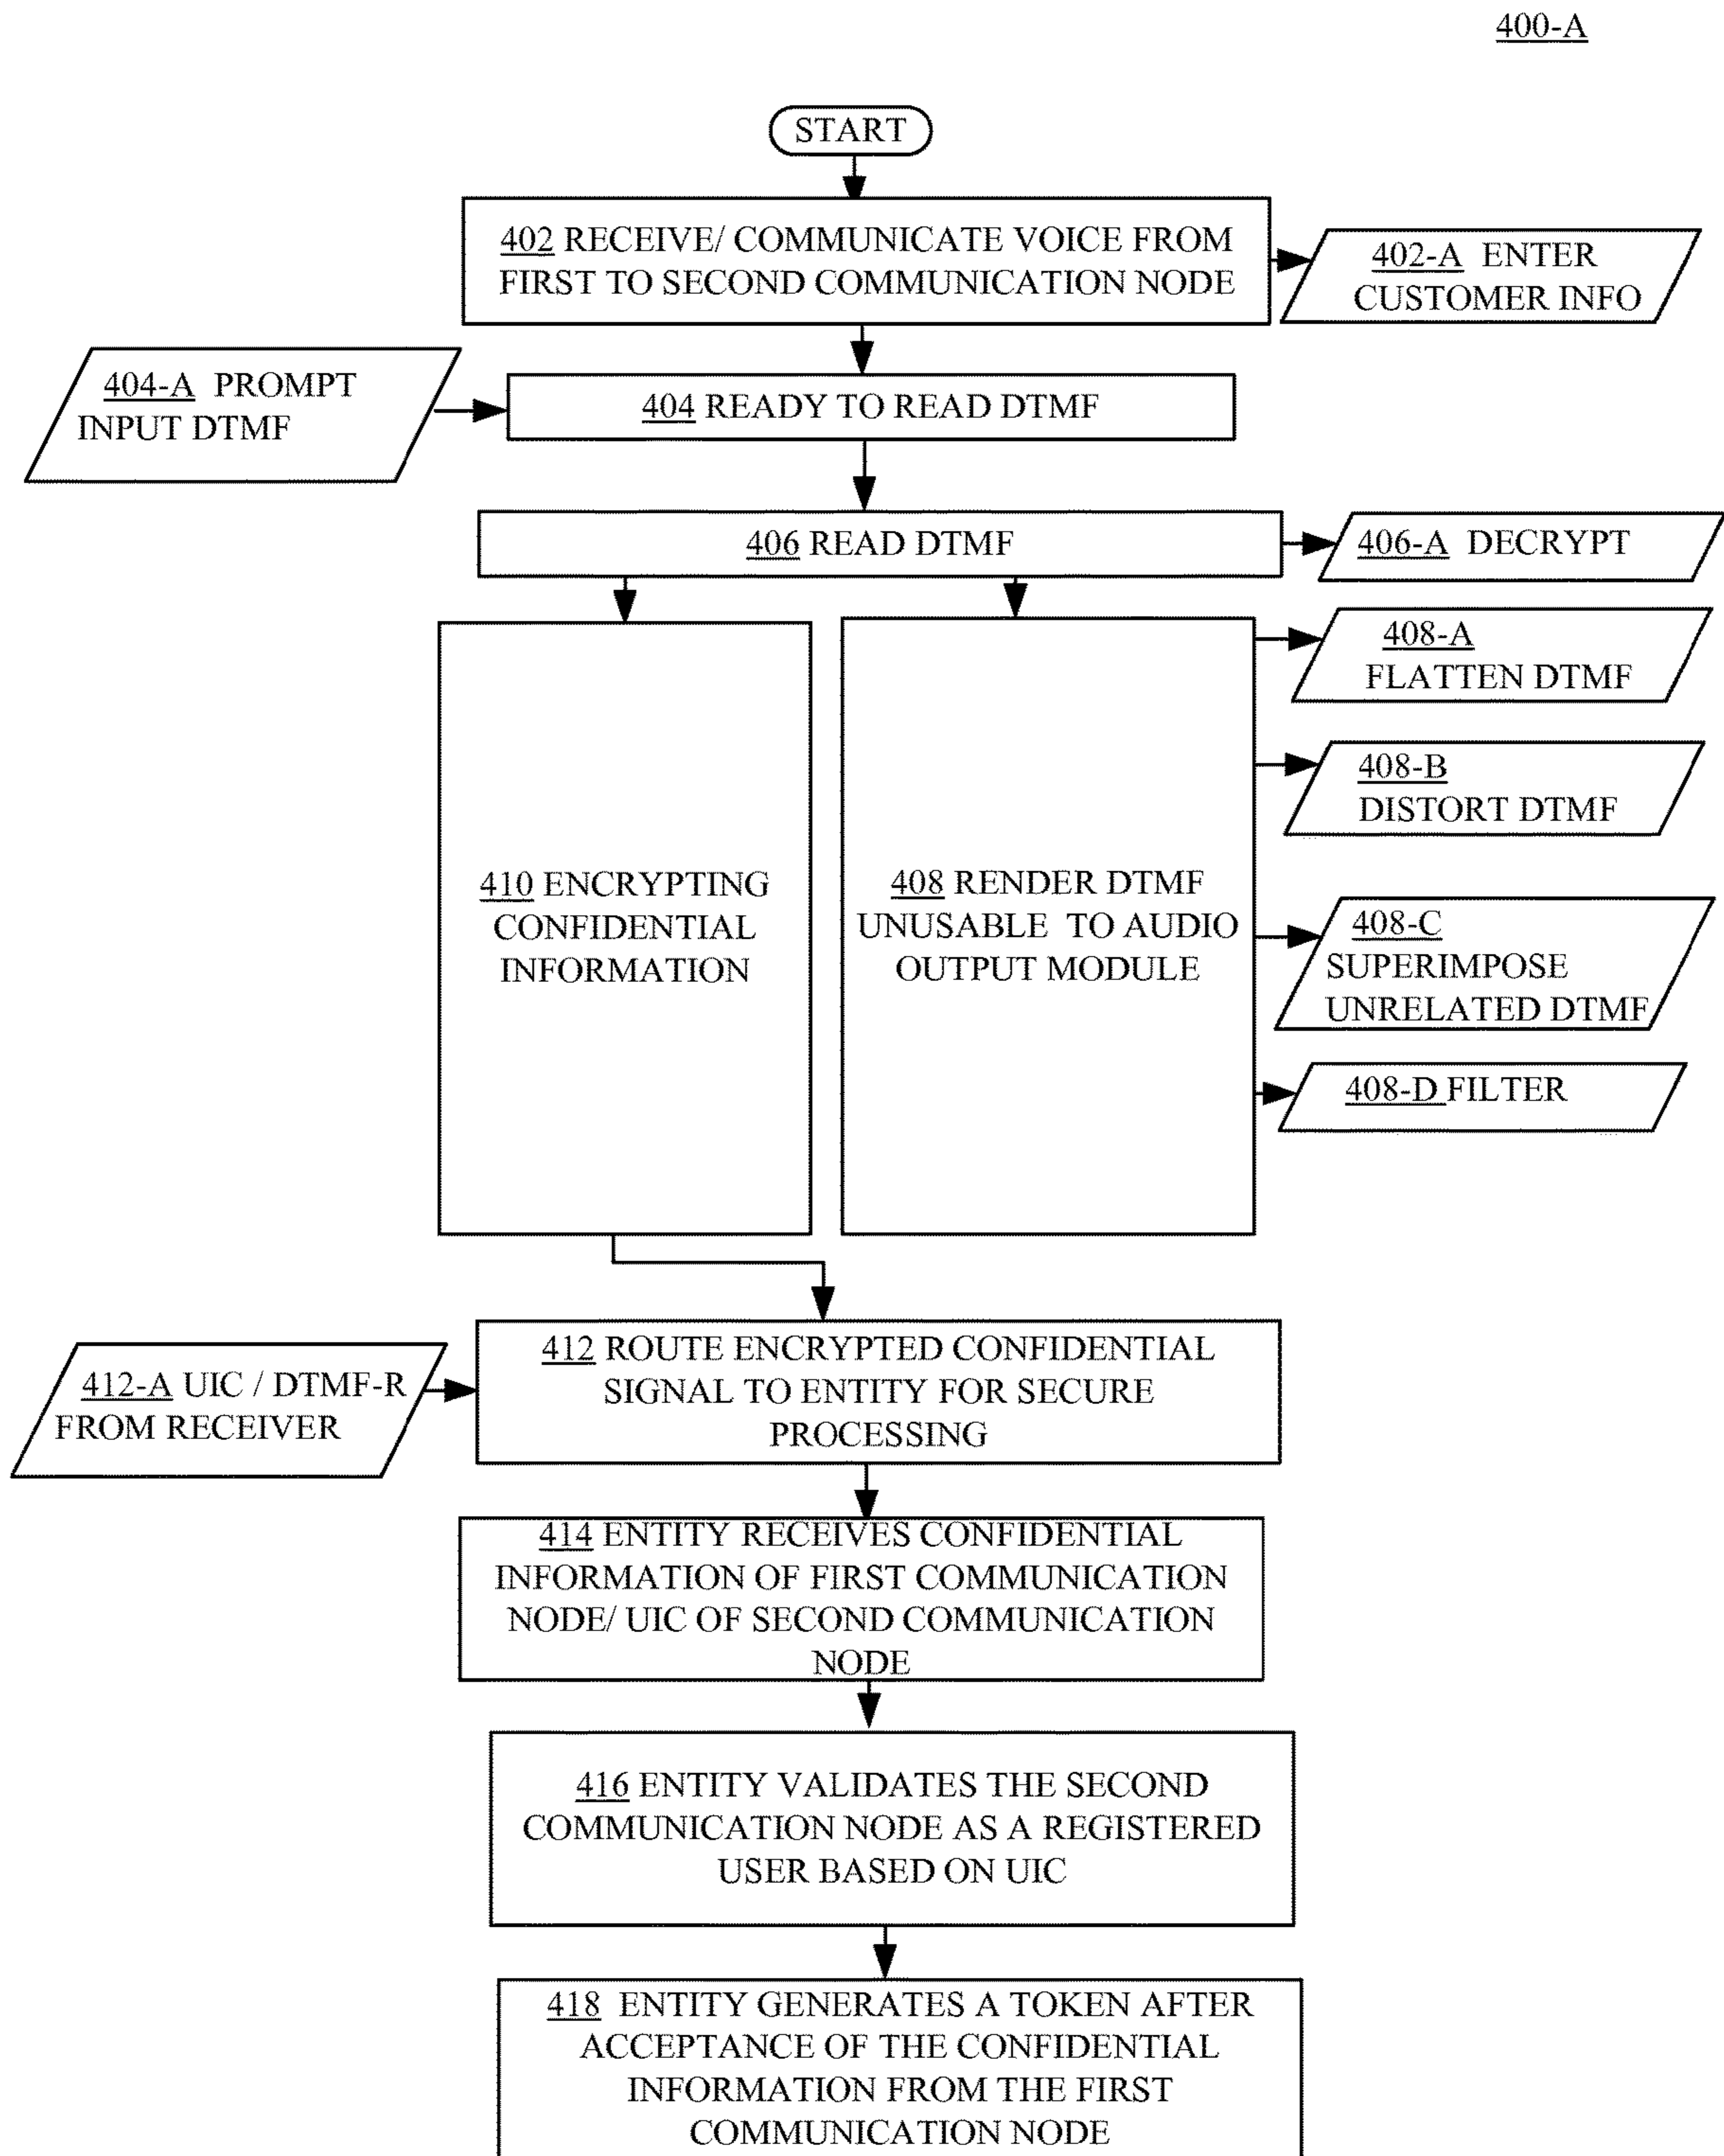 400-A
START
402 RECEIVE/ COMMUNICATE VOICE FROM
FIRST TO SECOND COMMUNICATION NODE
402-A ENTER
CUSTOMER INFO
404-A PROMPT
INPUT DTMF
404 READY TO READ DTMF
406 READ DTMF
406-A DECRYPT
408-A
FLATTEN DTMF
408-B
DISTORT DTMF
410 ENCRYPTING
CONFIDENTIAL
INFORMATION
408 RENDER DTMF
UNUSABLE TO AUDIO
OUTPUT MODULE
408-C
SUPERIMPOSE
UNRELATED DTMF
408-D FILTER
412-A UIC / DTMF-R
FROM RECEIVER
412 ROUTE ENCRYPTED CONFIDENTIAL
SIGNAL TO ENTITY FOR SECURE
PROCESSING
414 ENTITY RECEIVES CONFIDENTIAL
INFORMATION OF FIRST COMMUNICATION
NODE/ UIC OF SECOND COMMUNICATION
NODE
416 ENTITY VALIDATES THE SECOND
COMMUNICATION NODE AS A REGISTERED
USER BASED ON UIC
418 ENTITY GENERATES A TOKEN AFTER
ACCEPTANCE OF THE CONFIDENTIAL
INFORMATION FROM THE FIRST
COMMUNICATION NODE